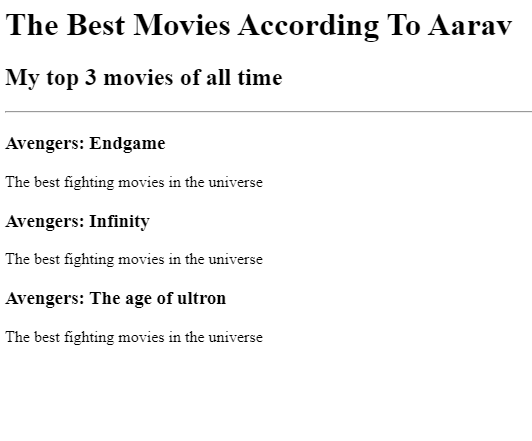 The Best Movies According To Aarav
My top 3 movies of all time
Avengers: Endgame
The best fighting movies in the universe
Avengers: Infinity
The best fighting movies in the universe
Avengers: The age of ultron
The best fighting movies in the universe